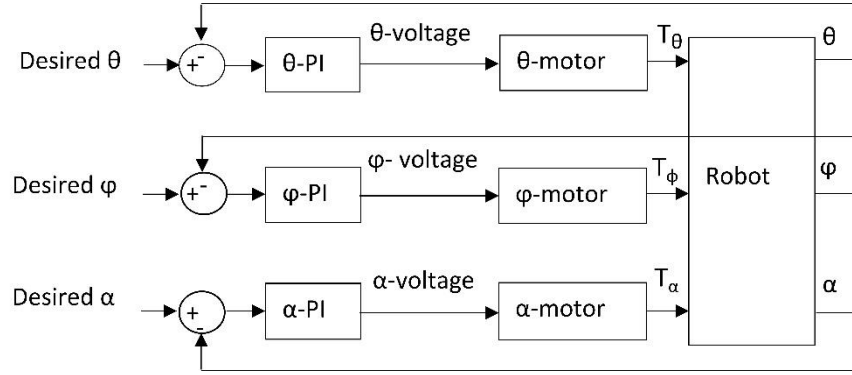 θ-voltage
Desired θ + - θ-PI θ-motor Tθ θ
φ- voltage
Desired φ + - φ-PI φ-motor Tϕ Robot φ
α-voltage
Desired α + - α-PI α-motor Tα α